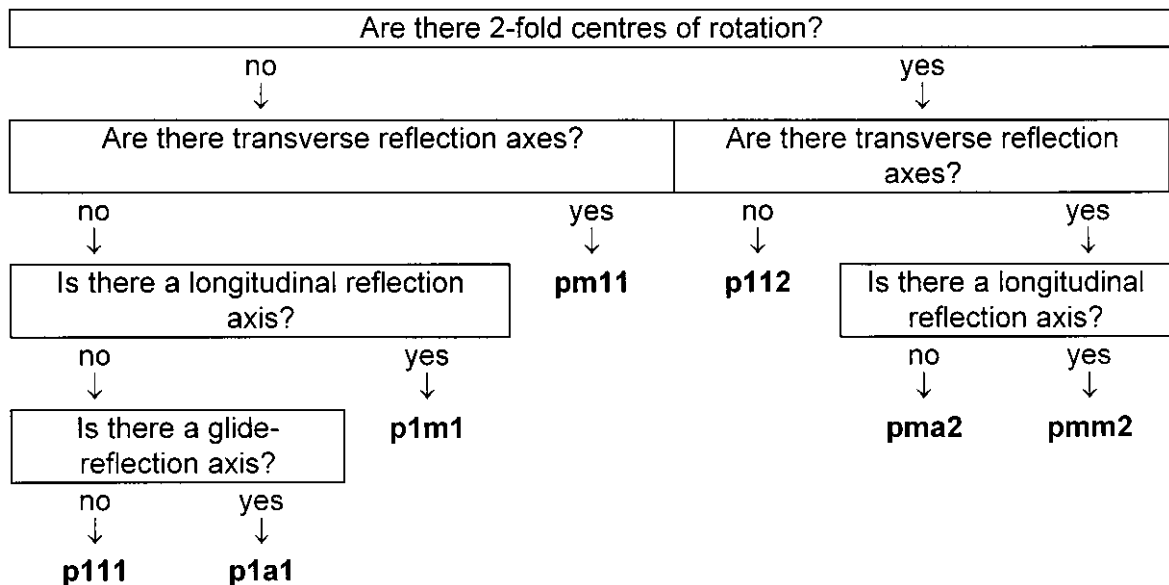 Are there 2-fold centres of rotation?
no yes
↓ ↓
Are there transverse reflection axes? Are there transverse reflection
axes?
no yes no yes
↓ ↓ ↓ ↓
Is there a longitudinal reflection
axis?
pm11 p112 Is there a longitudinal
reflection axis?
no yes no yes
↓ ↓ ↓ ↓
Is there a glide-
reflection axis?
p1m1 pma2 pmm2
no yes
↓ ↓
p111 p1a1